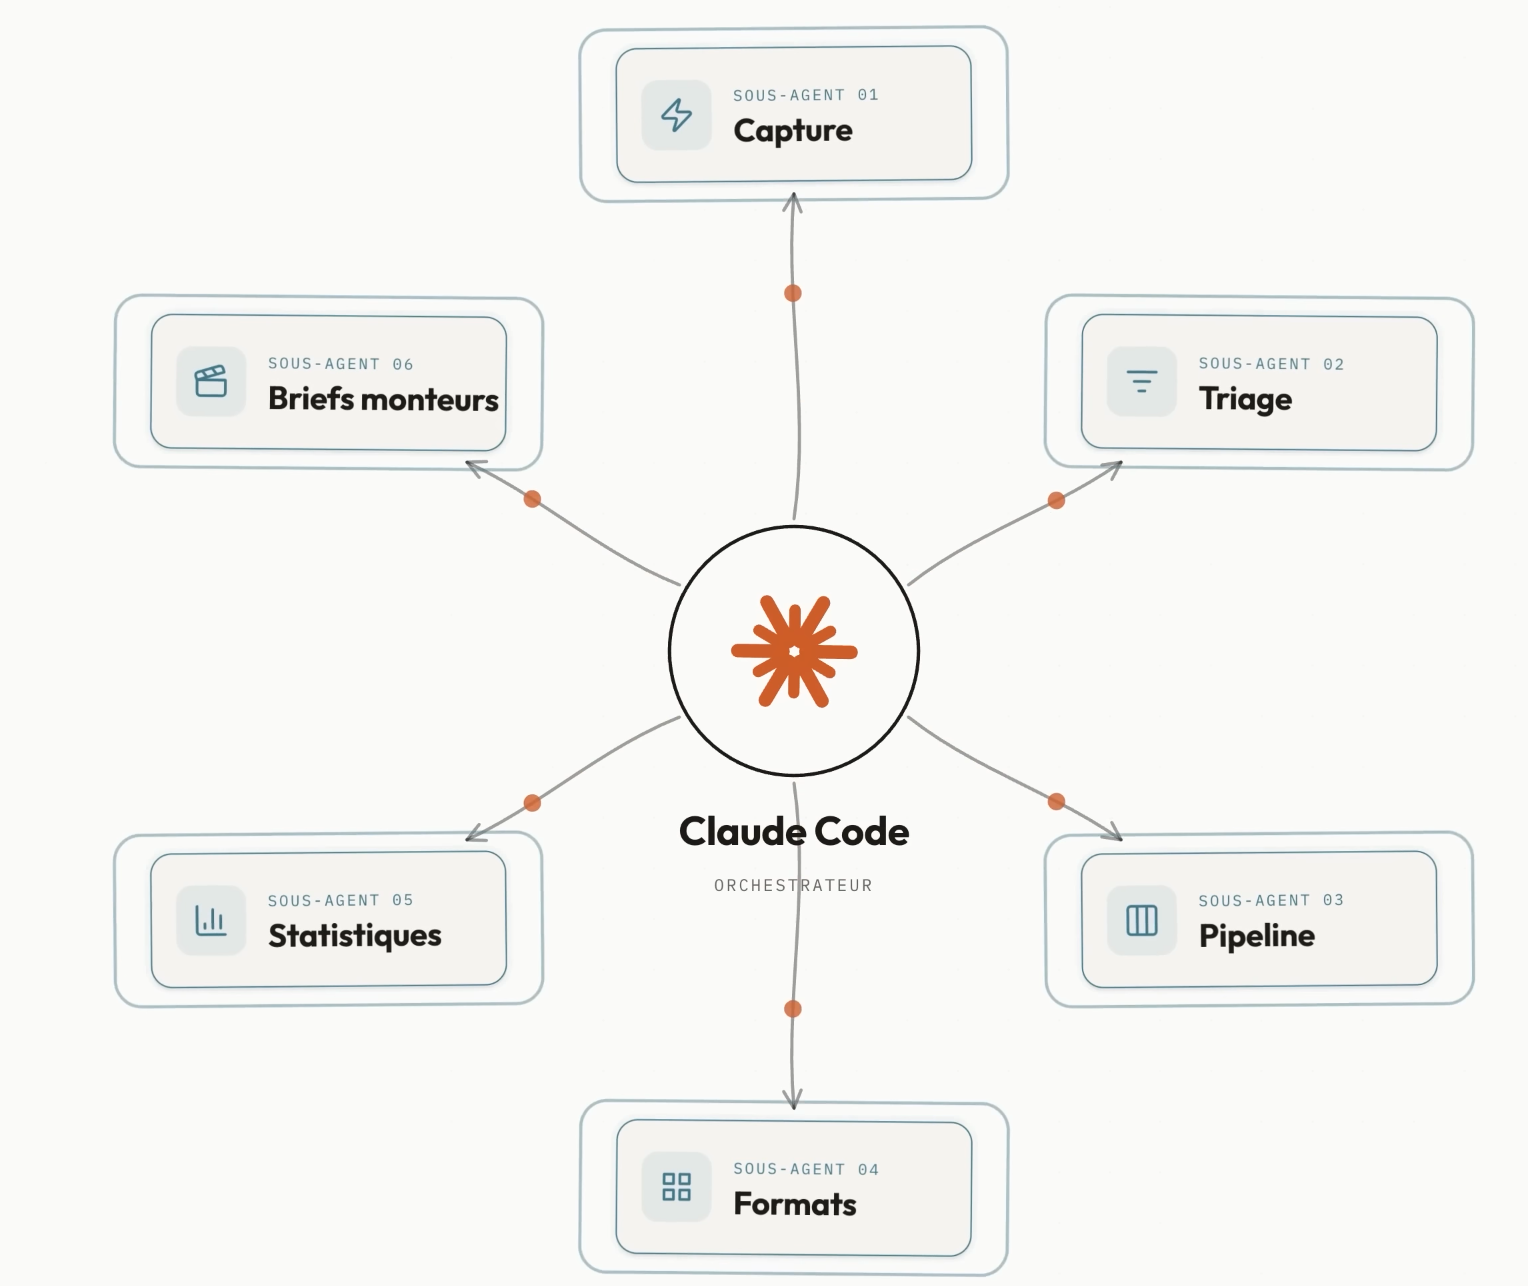 SOUS-AGENT 01
Capture
SOUS-AGENT 06
Briefs monteurs
SOUS-AGENT 02
Triage
Claude Code
ORCHESTRATEUR
SOUS-AGENT 05
Statistiques
SOUS-AGENT 03
Pipeline
SOUS-AGENT 04
Formats